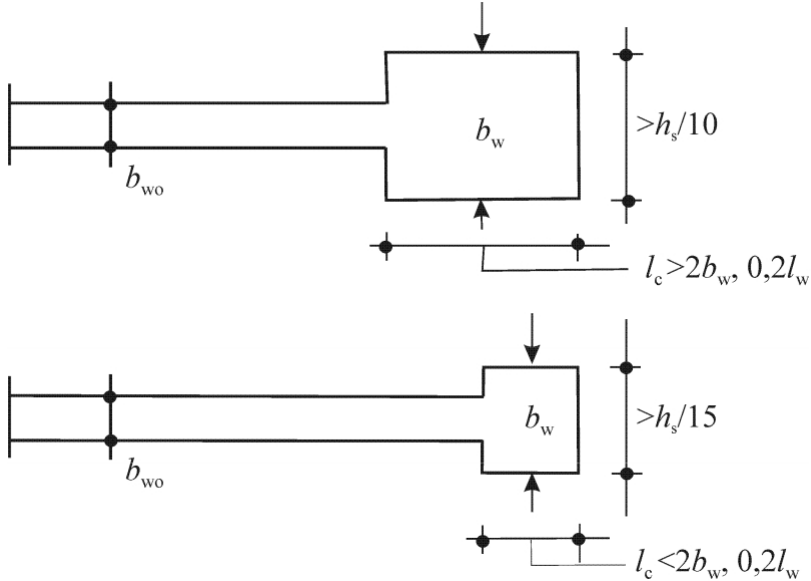 b_w
>h_s/10
b_wo
l_c>2b_w, 0,2l_w
b_w
>h_s/15
b_wo
l_c<2b_w, 0,2l_w